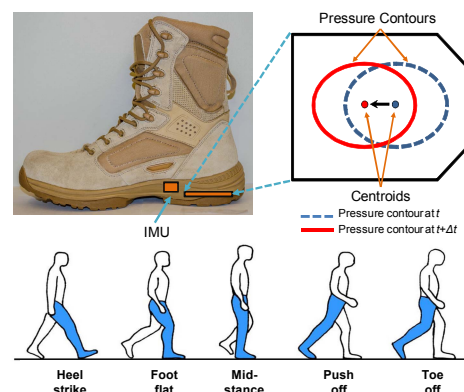 Pressure Contours
Centroids
Pressure contour at t
Pressure contour at t+Δt
IMU
Heel
strike
Foot
flat
Mid-
stance
Push
off
Toe
off